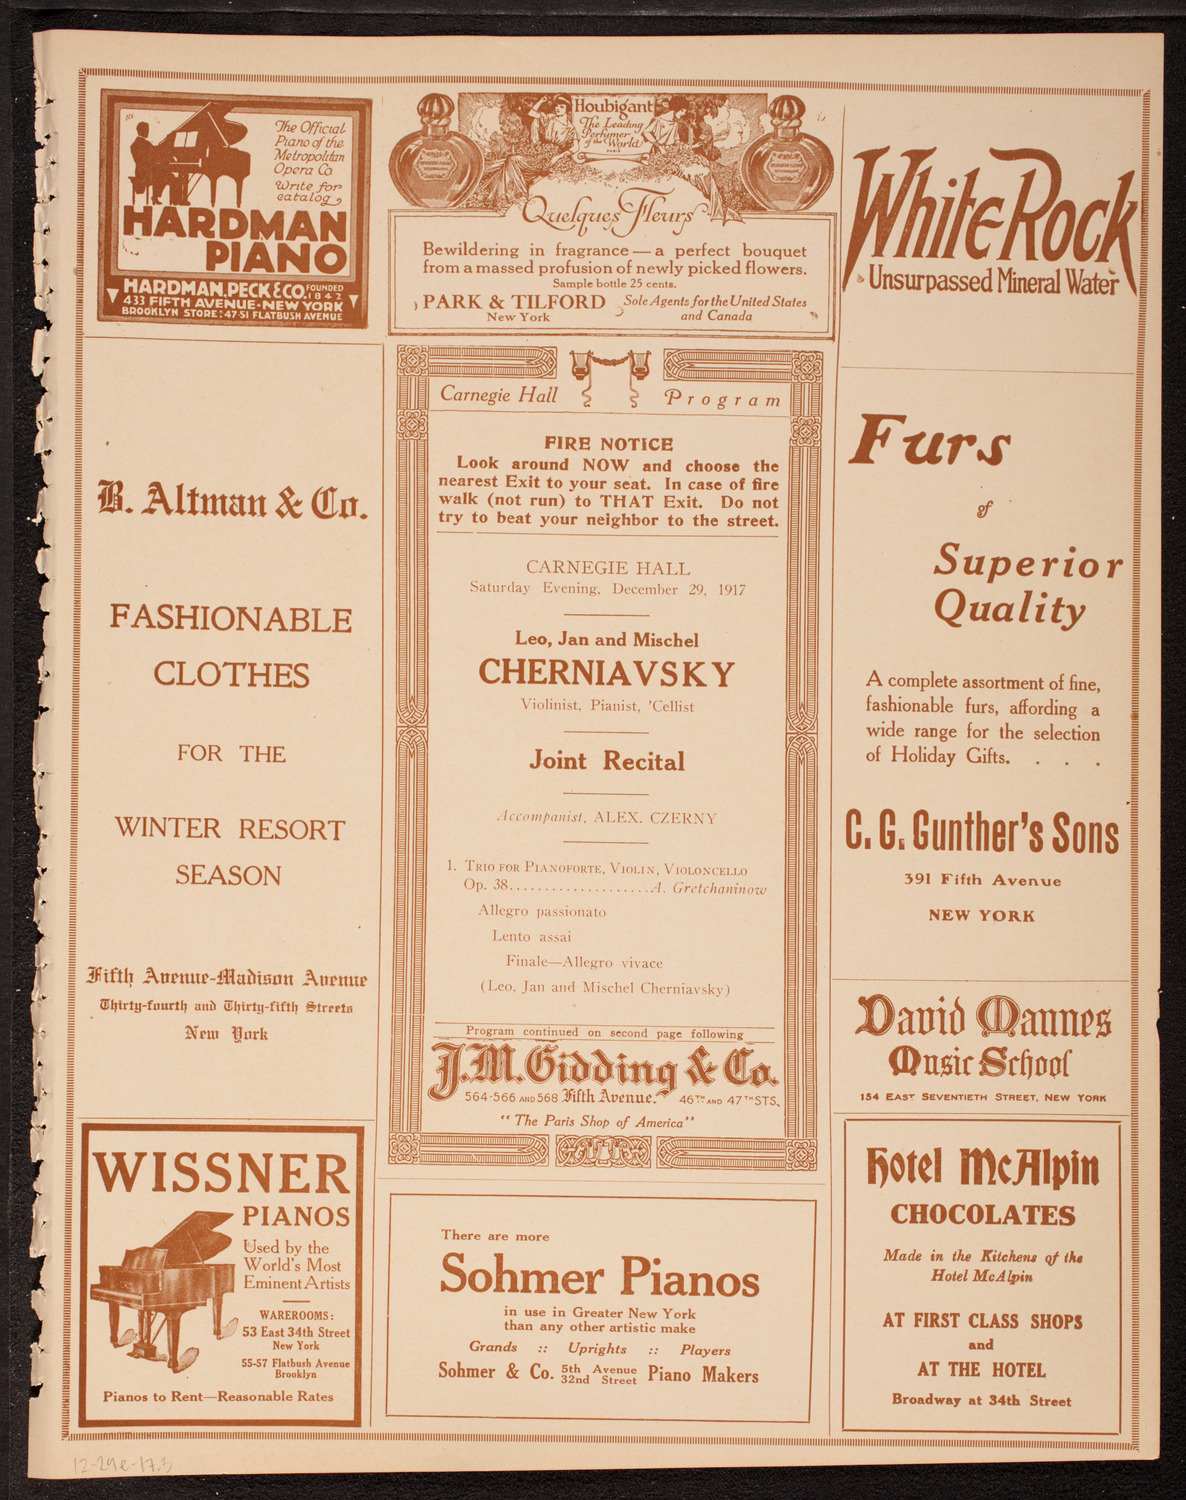 The Official
Piano of the
Metropolitan
Opera Co
Write for
catalog
HARDMAN
PIANO
HARDMAN, PECK & CO. FOUNDED 1842
433 FIFTH AVENUE-NEW YORK
BROOKLYN STORE: 47-51 FLATBUSH AVENUE
Houbigant
The Leading
Perfumer
of the World
PARIS
Quelques Fleurs
Bewildering in fragrance — a perfect bouquet
from a massed profusion of newly picked flowers.
Sample bottle 25 cents.
PARK & TILFORD Sole Agents for the United States
New York and Canada
White Rock
Unsurpassed Mineral Water
B. Altman & Co.
FASHIONABLE
CLOTHES
FOR THE
WINTER RESORT
SEASON
Fifth Avenue-Madison Avenue
Thirty-fourth and Thirty-fifth Streets
New York
Carnegie Hall Program
FIRE NOTICE
Look around NOW and choose the
nearest Exit to your seat. In case of fire
walk (not run) to THAT Exit. Do not
try to beat your neighbor to the street.
CARNEGIE HALL
Saturday Evening, December 29, 1917
Leo, Jan and Mischel
CHERNIAVSKY
Violinist, Pianist, 'Cellist
Joint Recital
Accompanist, ALEX. CZERNY
1. TRIO FOR PIANOFORTE, VIOLIN, VIOLONCELLO
Op. 38.....................A. Gretchaninow
Allegro passionato
Lento assai
Finale—Allegro vivace
(Leo, Jan and Mischel Cherniavsky)
Program continued on second page following
J.M. Gidding & Co.
564-566 AND 568 Fifth Avenue. 46TH AND 47TH STS.
"The Paris Shop of America"
Furs
of
Superior
Quality
A complete assortment of fine,
fashionable furs, affording a
wide range for the selection
of Holiday Gifts. . . .
C. G. Gunther's Sons
391 Fifth Avenue
NEW YORK
David Mannes
Music School
154 EAST SEVENTIETH STREET, NEW YORK
WISSNER
PIANOS
Used by the
World's Most
Eminent Artists
WAREROOMS:
53 East 34th Street
New York
55-57 Flatbush Avenue
Brooklyn
Pianos to Rent—Reasonable Rates
There are more
Sohmer Pianos
in use in Greater New York
than any other artistic make
Grands :: Uprights :: Players
Sohmer & Co. 5th Avenue 32nd Street Piano Makers
Hotel McAlpin
CHOCOLATES
Made in the Kitchens of the
Hotel McAlpin
AT FIRST CLASS SHOPS
and
AT THE HOTEL
Broadway at 34th Street
12-29e-17.3